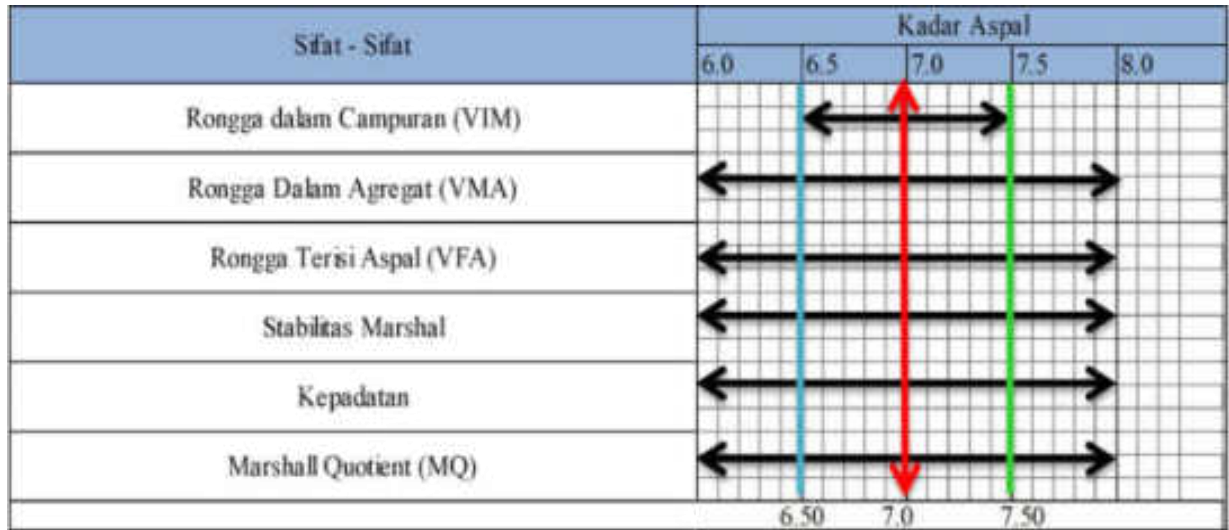 Sifat - Sifat
Kadar Aspal
6.0 6.5 7.0 7.5 8.0
Rongga dalam Campuran (VIM)
Rongga Dalam Agregat (VMA)
Rongga Terisi Aspal (VFA)
Stabilitas Marshal
Kepadatan
Marshall Quotient (MQ)
6.50 7.0 7.50